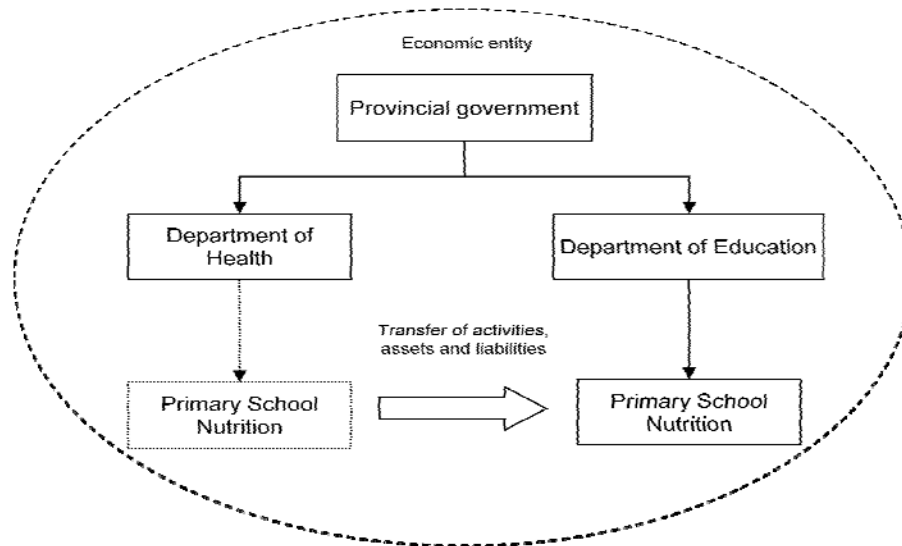 Economic entity
Provincial government
Department of
Health
Department of Education
Transfer of activities,
assets and liabilities
Primary School
Nutrition
Primary School
Nutrition